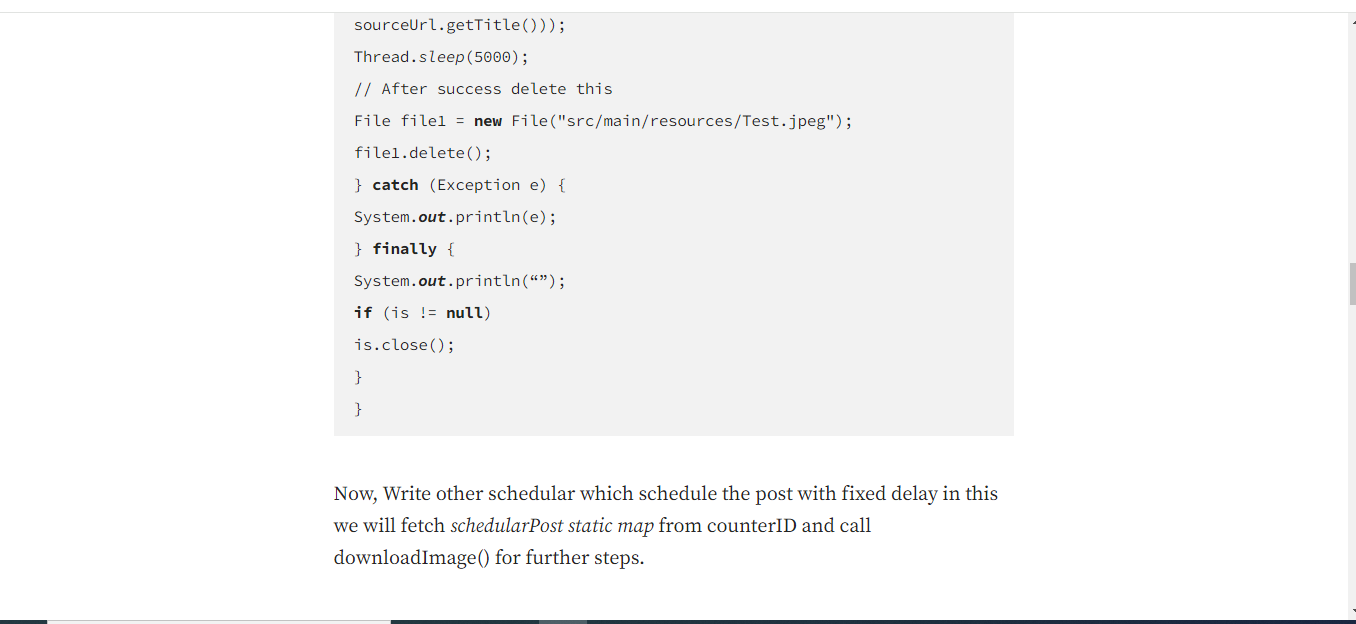 sourceUrl.getTitle()));
Thread.sleep(5000);
// After success delete this
File file1 = new File("src/main/resources/Test.jpeg");
file1.delete();
} catch (Exception e) {
System.out.println(e);
} finally {
System.out.println(“”);
if (is != null)
is.close();
}
}
Now, Write other schedular which schedule the post with fixed delay in this
we will fetch schedularPost static map from counterID and call
downloadImage() for further steps.